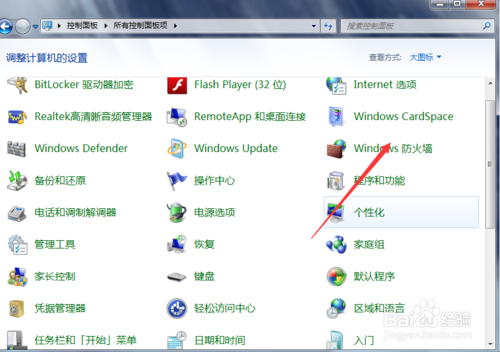 控制面板 ▸ 所有控制面板项 ▸
搜索控制面板
调整计算机的设置
查看方式: 大图标
BitLocker 驱动器加密
Flash Player (32 位)
Internet 选项
Realtek高清晰音频管理器
RemoteApp 和桌面连接
Windows CardSpace
Windows Defender
Windows Update
Windows 防火墙
备份和还原
操作中心
程序和功能
电话和调制解调器
电源选项
个性化
管理工具
恢复
家庭组
家长控制
键盘
默认程序
凭据管理器
轻松访问中心
区域和语言
任务栏和「开始」菜单
日期和时间
入门
Baidu 经验
jingyan.baidu.com